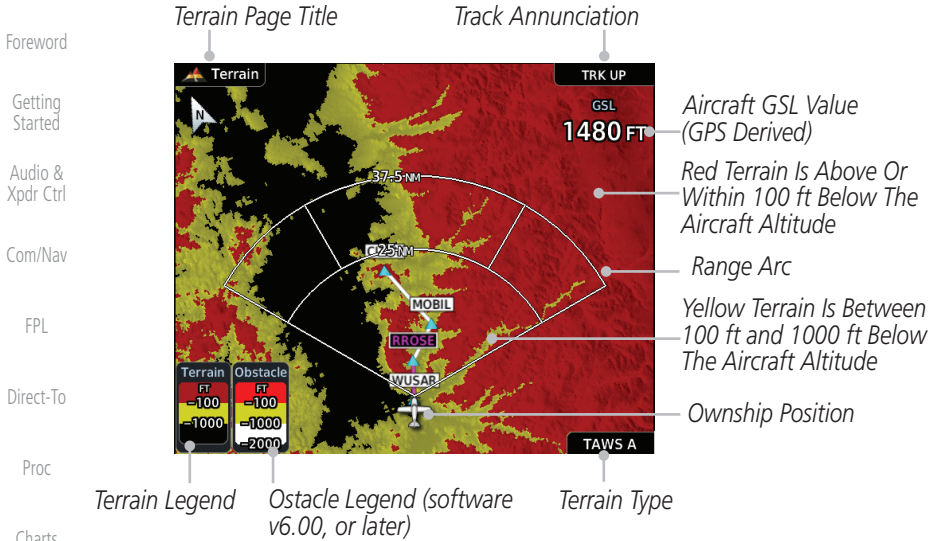 Terrain Page Title
Track Annunciation
Foreword
Getting
Started
Audio &
Xpdr Ctrl
Com/Nav
FPL
Direct-To
Proc
Charts
Terrain
TRK UP
N
GSL
1480 FT
Aircraft GSL Value
(GPS Derived)
Red Terrain Is Above Or
Within 100 ft Below The
Aircraft Altitude
37.5 NM
Range Arc
25 NM
MOBIL
Yellow Terrain Is Between
100 ft and 1000 ft Below
The Aircraft Altitude
RROSE
WUSAR
Terrain
FT
-100
-1000
Obstacle
FT
-100
-1000
-2000
Ownship Position
TAWS A
Terrain Legend
Ostacle Legend (software
v6.00, or later)
Terrain Type